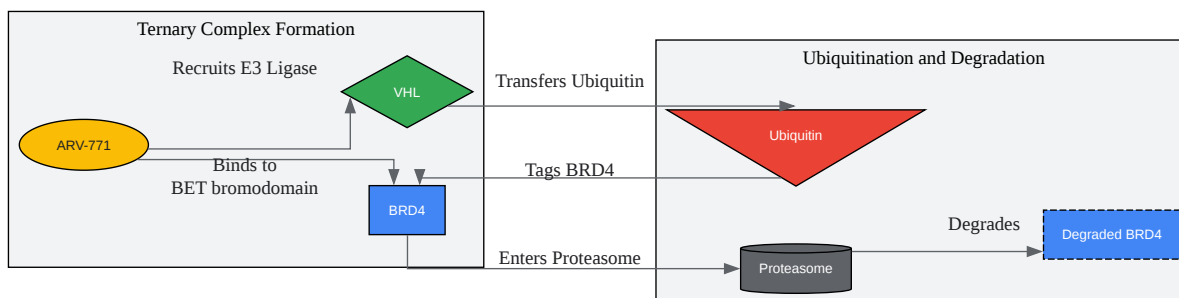 Ternary Complex Formation
Recruits E3 Ligase
VHL
ARV-771
Binds to
BET bromodomain
BRD4
Transfers Ubiquitin
Tags BRD4
Enters Proteasome
Ubiquitination and Degradation
Ubiquitin
Proteasome
Degrades
Degraded BRD4